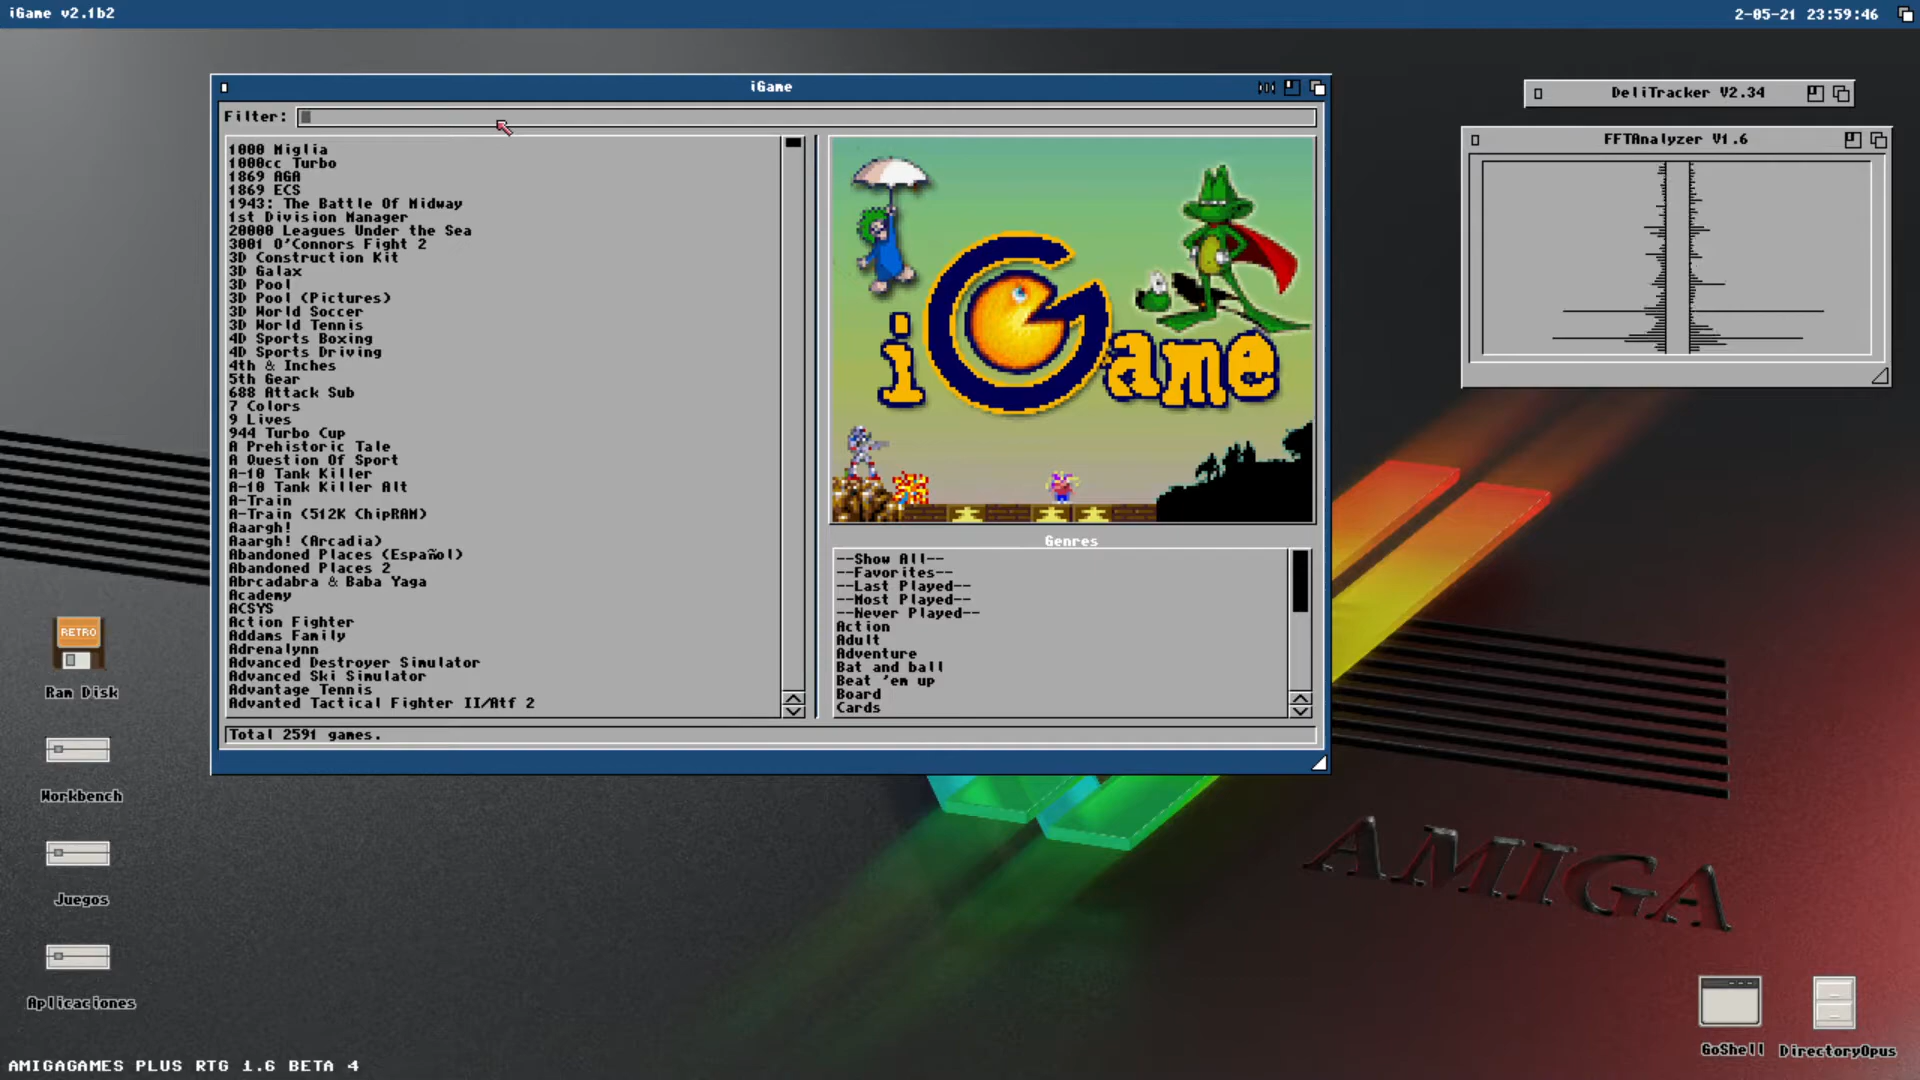 iGame v2.1b2
2-05-21 23:59:46
iGame
Filter:
1000 Miglia
1000cc Turbo
1869 AGA
1869 ECS
1943: The Battle Of Midway
1st Division Manager
20000 Leagues Under the Sea
3001 O'Connors Fight 2
3D Construction Kit
3D Galax
3D Pool
3D Pool (Pictures)
3D World Soccer
3D World Tennis
4D Sports Boxing
4D Sports Driving
4th & Inches
5th Gear
688 Attack Sub
7 Colors
9 Lives
944 Turbo Cup
A Prehistoric Tale
A Question Of Sport
A-10 Tank Killer
A-10 Tank Killer Alt
A-Train
A-Train (512K ChipRAM)
Aaargh!
Aaargh! (Arcadia)
Abandoned Places (Español)
Abandoned Places 2
Abrcadabra & Baba Yaga
Academy
ACSYS
Action Fighter
Addams Family
Adrenalynn
Advanced Destroyer Simulator
Advanced Ski Simulator
Advantage Tennis
Advanted Tactical Fighter II/Atf 2
Total 2591 games.
iGame
Genres
--Show All--
--Favorites--
--Last Played--
--Most Played--
--Never Played--
Action
Adult
Adventure
Bat and ball
Beat 'em up
Board
Cards
DeliTracker V2.34
FFTAnalyzer V1.6
RETRO
Ram Disk
Workbench
Juegos
Aplicaciones
AMIGA
GoShell
DirectoryOpus
AMIGAGAMES PLUS RTG 1.6 BETA 4